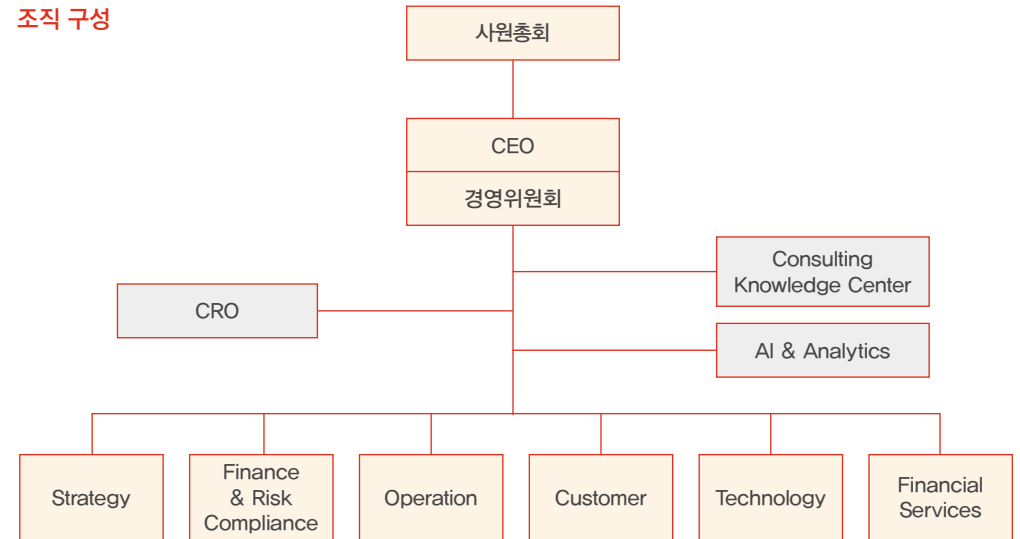 조직 구성
사원총회
CEO
경영위원회
Consulting
Knowledge Center
CRO
AI & Analytics
Strategy
Finance
& Risk
Compliance
Operation
Customer
Technology
Financial
Services